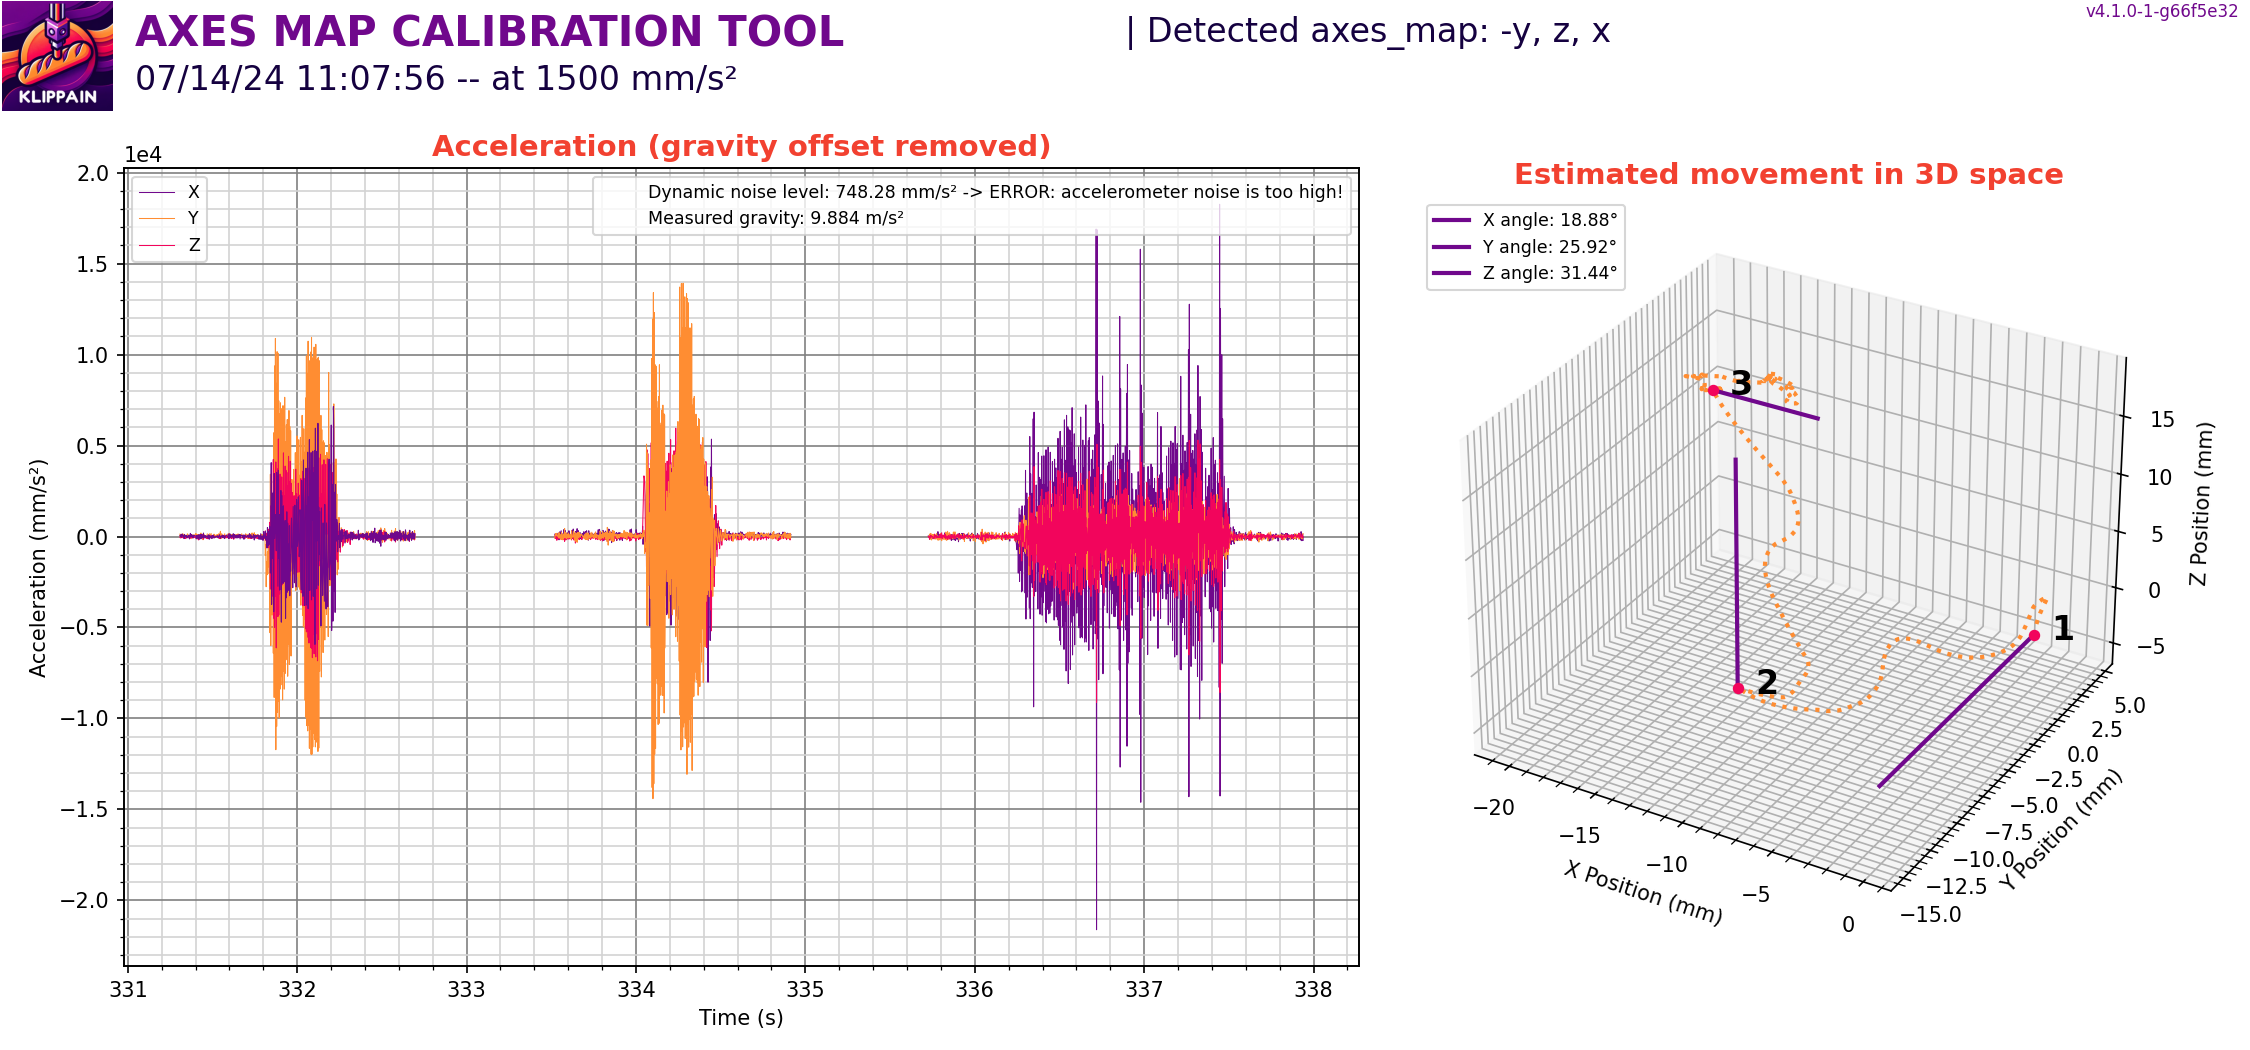 KLIPPAIN
AXES MAP CALIBRATION TOOL
| Detected axes_map: -y, z, x
v4.1.0-1-g66f5e32
07/14/24 11:07:56 -- at 1500 mm/s²
Acceleration (gravity offset removed)
1e4
X
Y
Z
Dynamic noise level: 748.28 mm/s² -> ERROR: accelerometer noise is too high!
Measured gravity: 9.884 m/s²
2.0
1.5
1.0
0.5
0.0
−0.5
−1.0
−1.5
−2.0
Acceleration (mm/s²)
331
332
333
334
335
336
337
338
Time (s)
Estimated movement in 3D space
X angle: 18.88°
Y angle: 25.92°
Z angle: 31.44°
3
1
2
15
10
5
0
−5
Z Position (mm)
5.0
2.5
0.0
−2.5
−5.0
−7.5
−10.0
−12.5
−15.0
Y Position (mm)
−20
−15
−10
−5
0
X Position (mm)